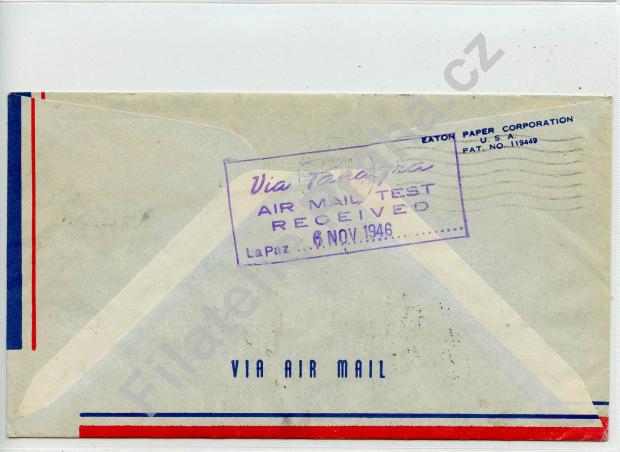 EATON PAPER CORPORATION
U. S. A.
PAT. NO. 119449
Via Panagra
AIR MAIL TEST
RECEIVED
La Paz ... 6 NOV 1946
VIA AIR MAIL